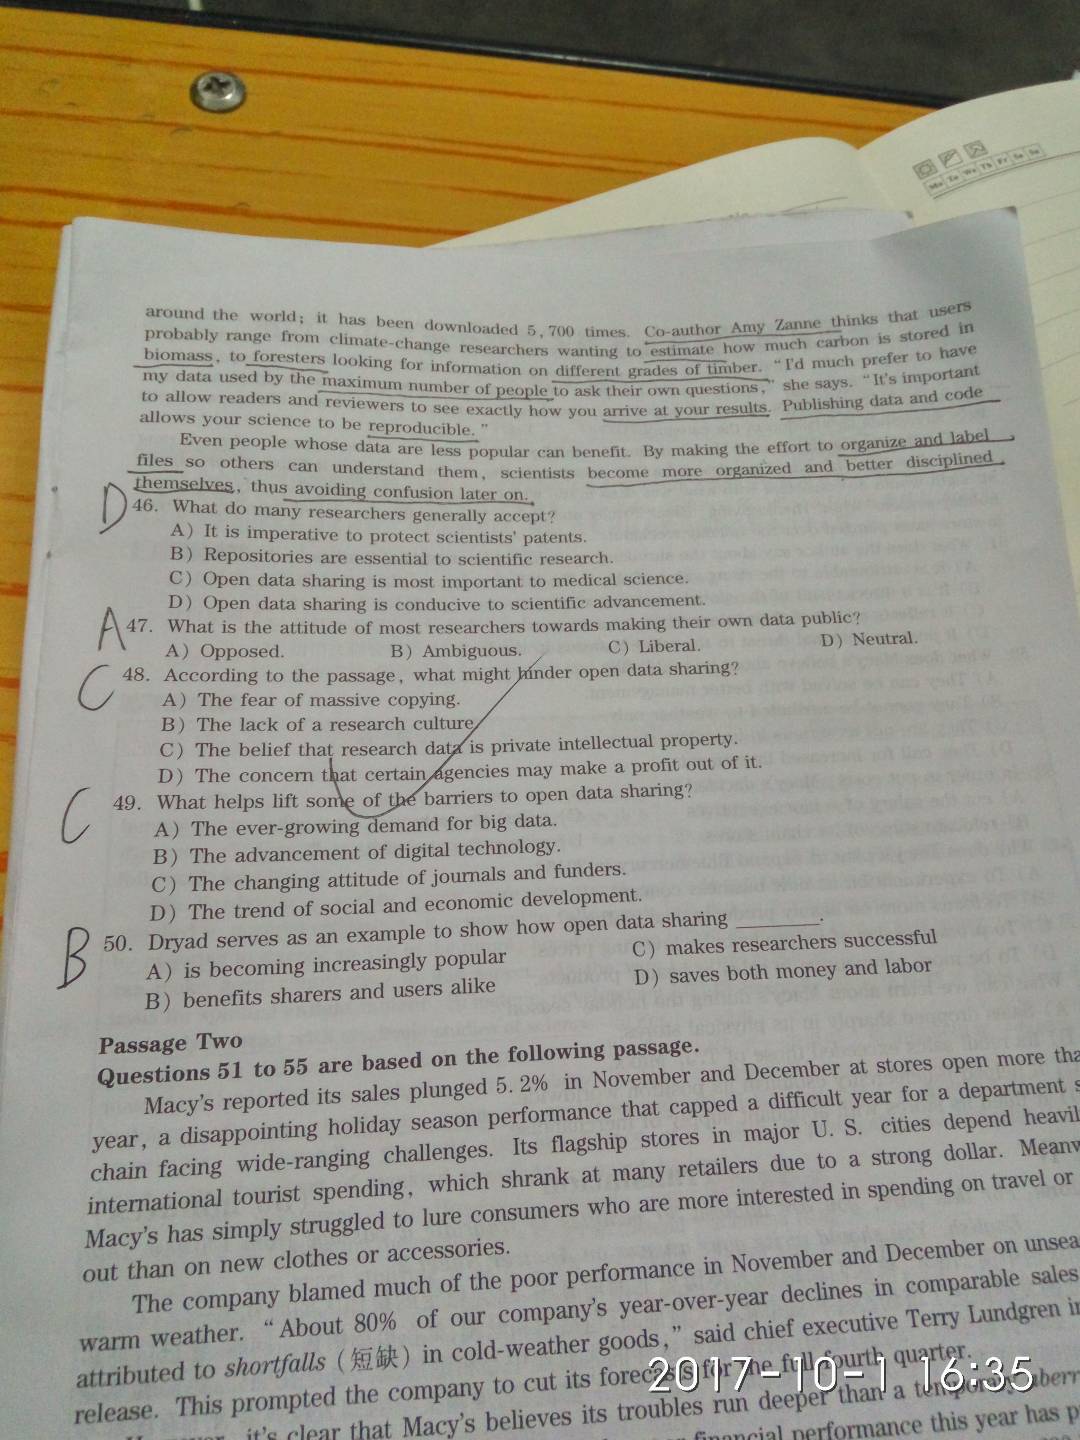 Mo Tu We Th Fr Sa Su
around the world; it has been downloaded 5,700 times. Co-author Amy Zanne thinks that users
probably range from climate-change researchers wanting to estimate how much carbon is stored in
biomass, to foresters looking for information on different grades of timber. “I'd much prefer to have
my data used by the maximum number of people to ask their own questions,” she says. “It's important
to allow readers and reviewers to see exactly how you arrive at your results. Publishing data and code
allows your science to be reproducible.”
Even people whose data are less popular can benefit. By making the effort to organize and label
files so others can understand them, scientists become more organized and better disciplined
themselves, thus avoiding confusion later on.
D 46. What do many researchers generally accept?
A) It is imperative to protect scientists' patents.
B) Repositories are essential to scientific research.
C) Open data sharing is most important to medical science.
D) Open data sharing is conducive to scientific advancement.
A 47. What is the attitude of most researchers towards making their own data public?
A) Opposed. B) Ambiguous. C) Liberal. D) Neutral.
C 48. According to the passage, what might hinder open data sharing?
A) The fear of massive copying.
B) The lack of a research culture.
C) The belief that research data is private intellectual property.
D) The concern that certain agencies may make a profit out of it.
C 49. What helps lift some of the barriers to open data sharing?
A) The ever-growing demand for big data.
B) The advancement of digital technology.
C) The changing attitude of journals and funders.
D) The trend of social and economic development.
B 50. Dryad serves as an example to show how open data sharing ________.
A) is becoming increasingly popular C) makes researchers successful
B) benefits sharers and users alike D) saves both money and labor
Passage Two
Questions 51 to 55 are based on the following passage.
Macy's reported its sales plunged 5.2% in November and December at stores open more tha
year, a disappointing holiday season performance that capped a difficult year for a department s
chain facing wide-ranging challenges. Its flagship stores in major U.S. cities depend heavil
international tourist spending, which shrank at many retailers due to a strong dollar. Meanw
Macy's has simply struggled to lure consumers who are more interested in spending on travel or
out than on new clothes or accessories.
The company blamed much of the poor performance in November and December on unsea
warm weather. “About 80% of our company's year-over-year declines in comparable sales
attributed to shortfalls (短缺) in cold-weather goods,” said chief executive Terry Lundgren in
release. This prompted the company to cut its forecasts for the full fourth quarter.
it's clear that Macy's believes its troubles run deeper than a temporary aberr
financial performance this year has p
2017-10-1 16:35